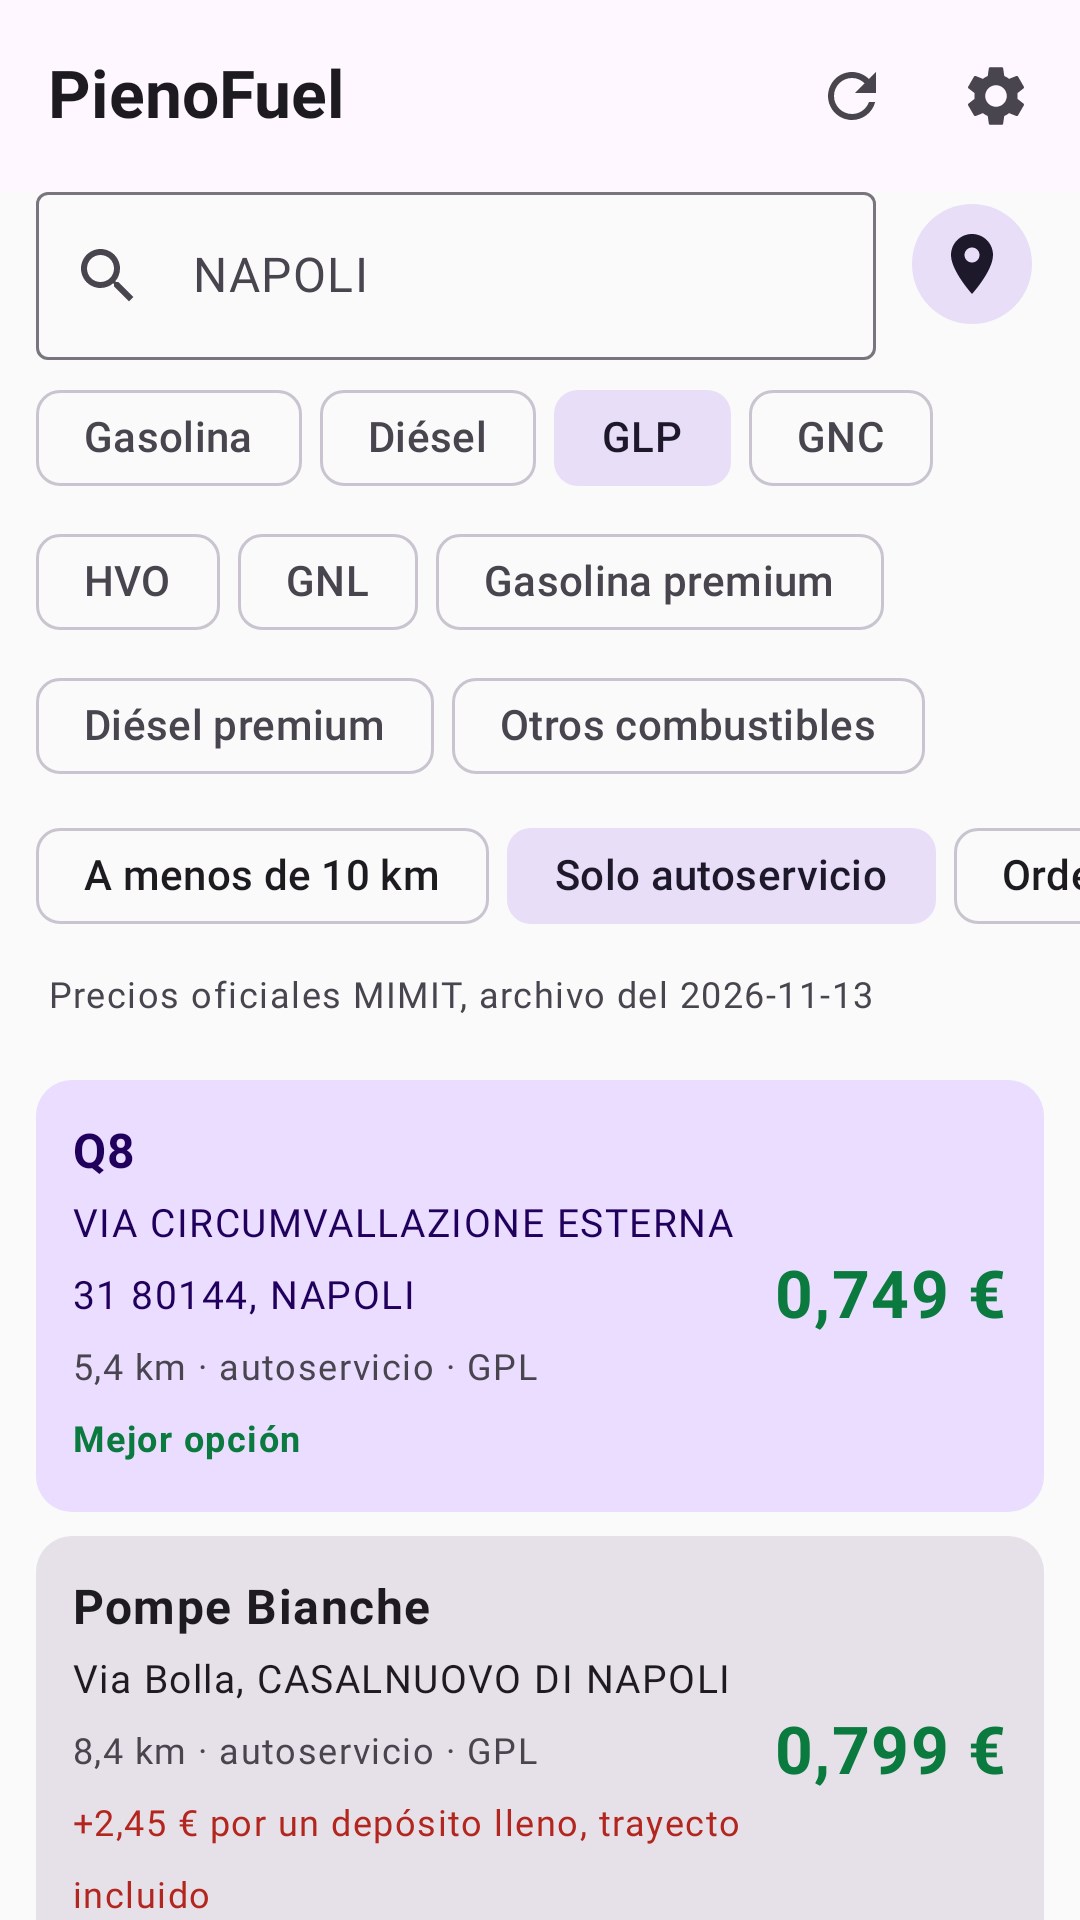 PienoFuel
NAPOLI
Gasolina Diésel GLP GNC
HVO GNL Gasolina premium
Diésel premium Otros combustibles
A menos de 10 km Solo autoservicio Orde
Precios oficiales MIMIT, archivo del 2026-11-13
Q8
VIA CIRCUMVALLAZIONE ESTERNA
31 80144, NAPOLI
0,749 €
5,4 km · autoservicio · GPL
Mejor opción
Pompe Bianche
Via Bolla, CASALNUOVO DI NAPOLI
8,4 km · autoservicio · GPL
0,799 €
+2,45 € por un depósito lleno, trayecto
incluido